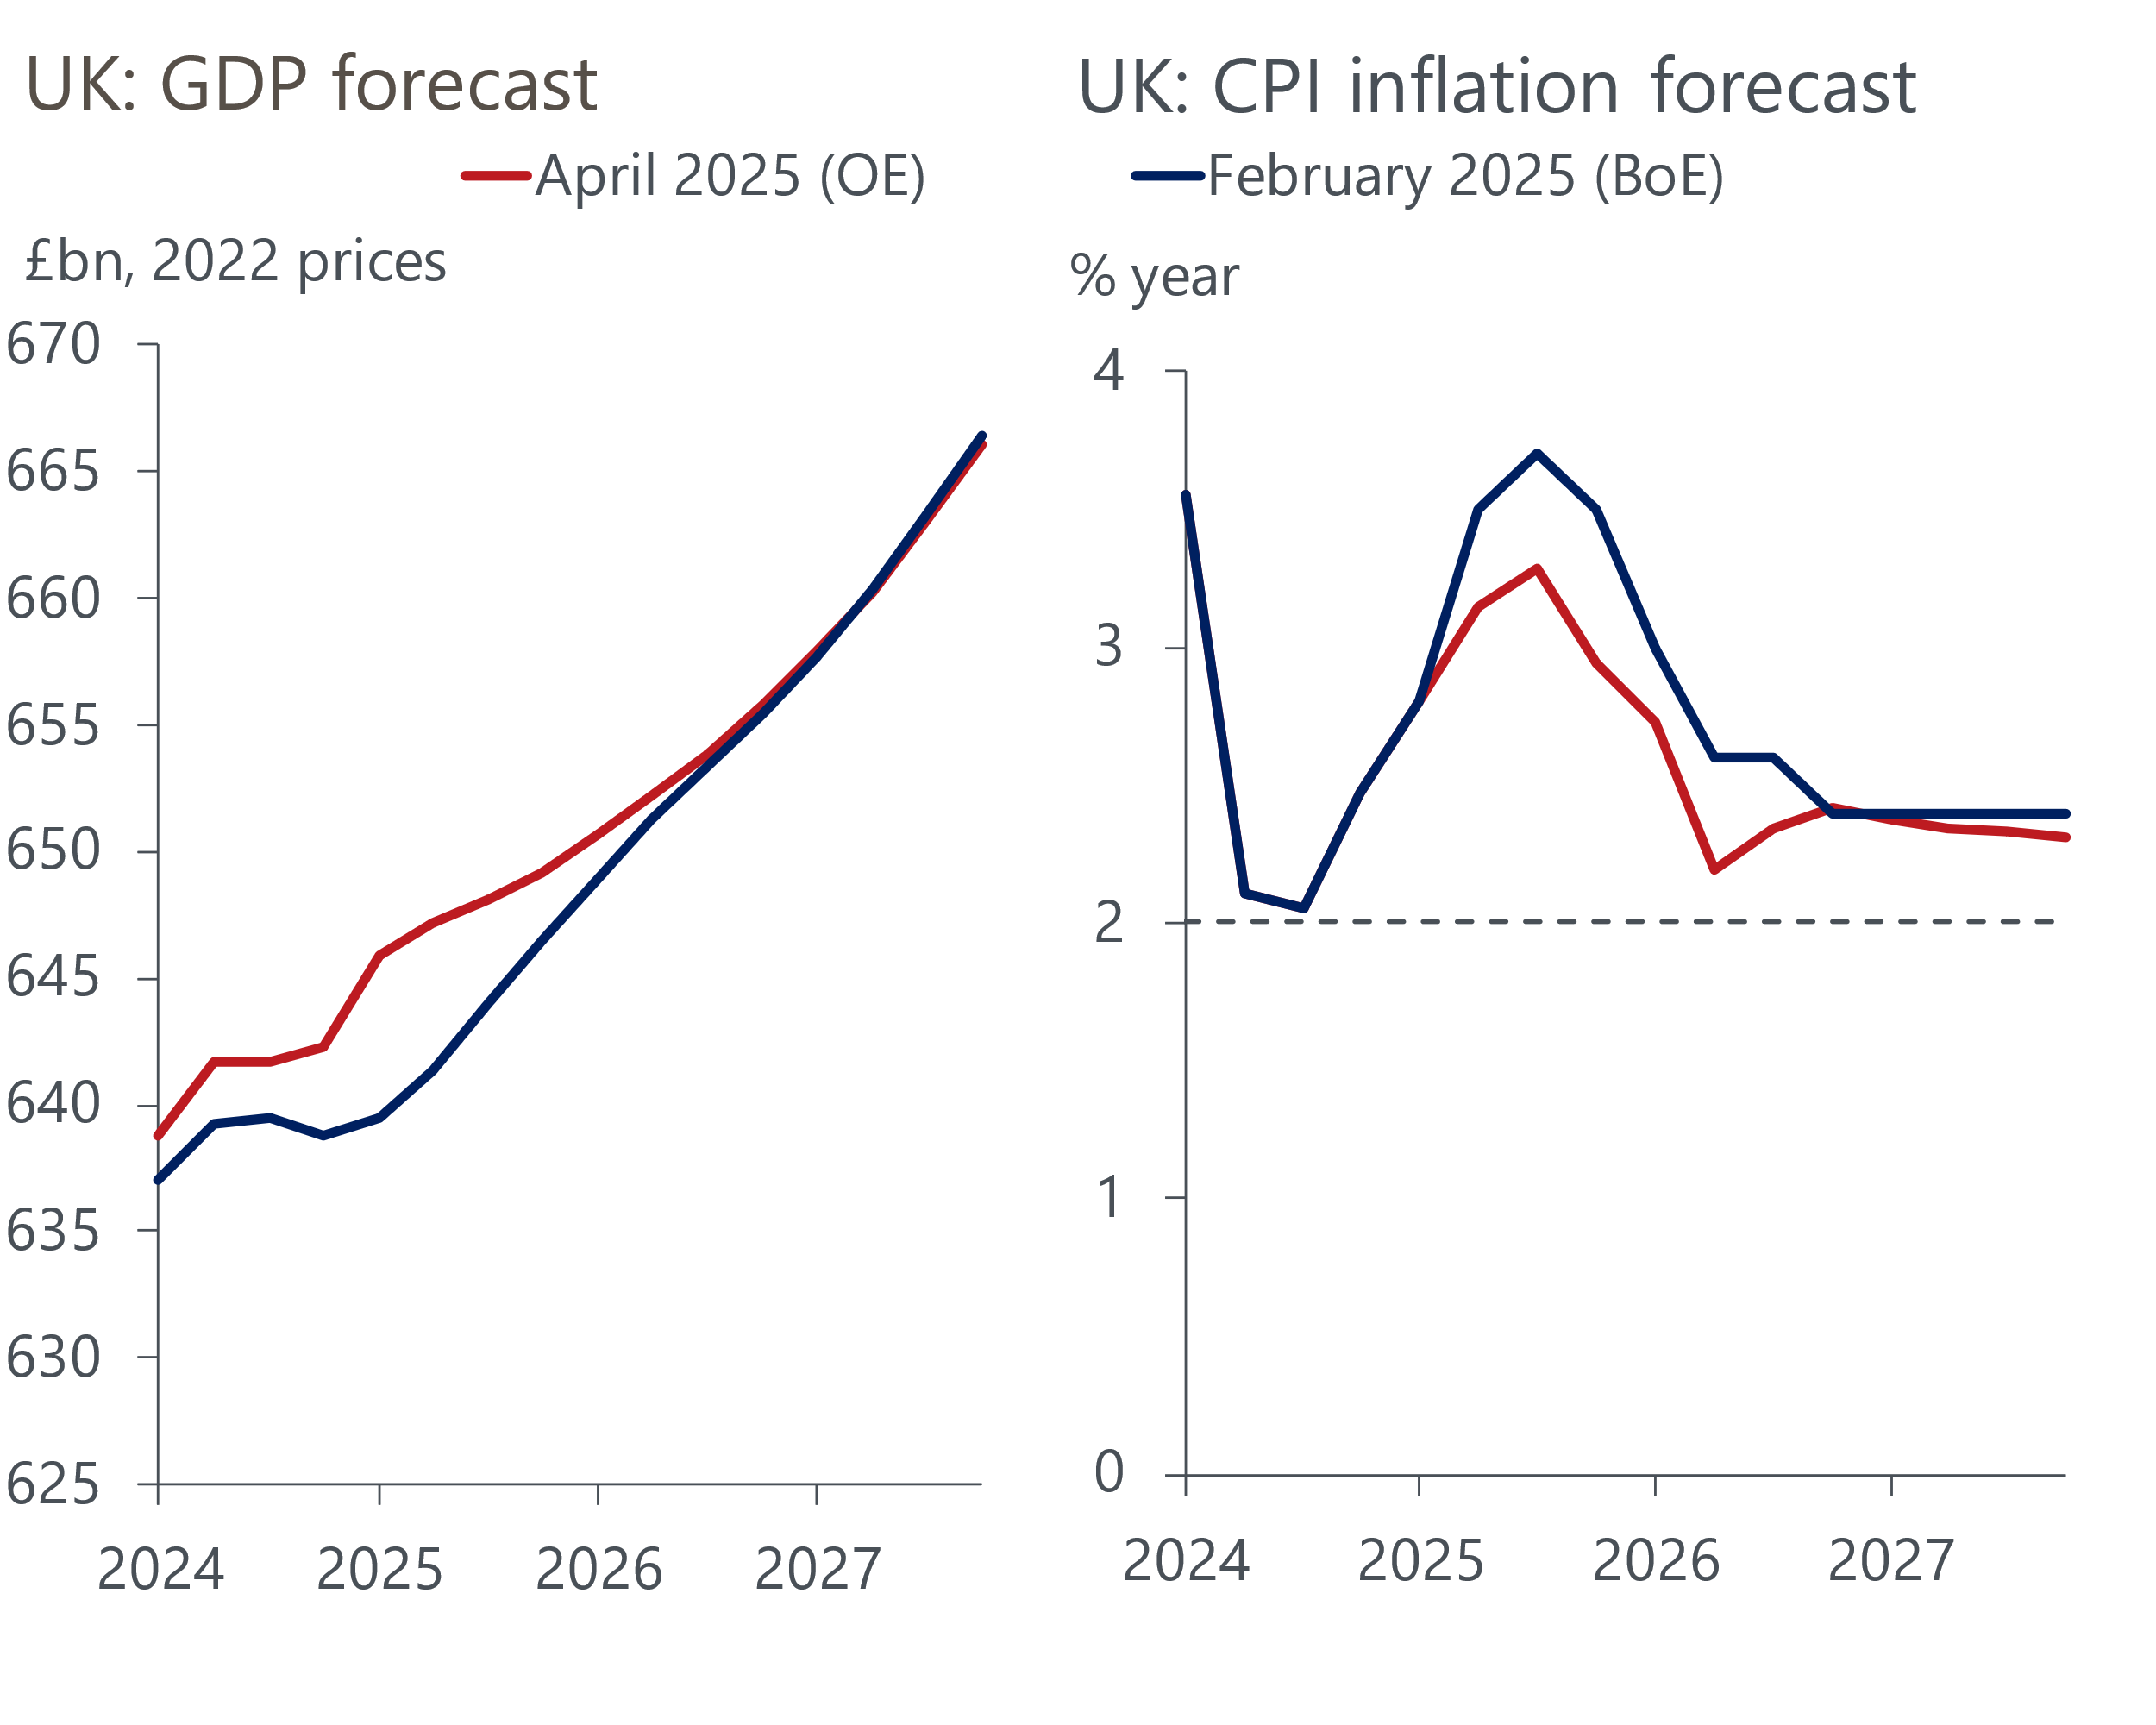 UK: GDP forecast
UK: CPI inflation forecast
April 2025 (OE)
February 2025 (BoE)
£bn, 2022 prices
670
665
660
655
650
645
640
635
630
625
2024 2025 2026 2027
% year
4
3
2
1
0
2024 2025 2026 2027